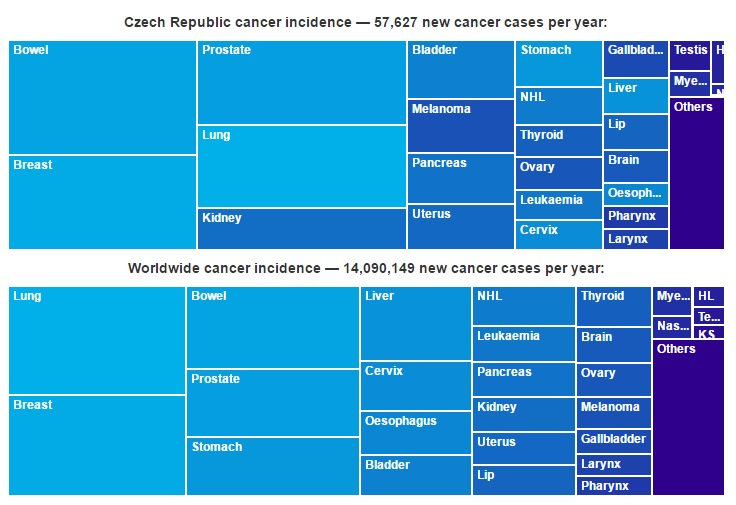 Czech Republic cancer incidence — 57,627 new cancer cases per year:
Bowel
Prostate
Bladder
Stomach
Gallblad...
Testis
H
Mye...
N
Others
Melanoma
NHL
Liver
Lip
Lung
Thyroid
Breast
Pancreas
Ovary
Brain
Oesoph...
Leukaemia
Kidney
Uterus
Cervix
Pharynx
Larynx
Worldwide cancer incidence — 14,090,149 new cancer cases per year:
Lung
Bowel
Liver
NHL
Thyroid
Mye...
HL
Te...
Nas...
KS
Others
Leukaemia
Brain
Cervix
Pancreas
Ovary
Prostate
Breast
Oesophagus
Kidney
Melanoma
Stomach
Uterus
Gallbladder
Bladder
Lip
Larynx
Pharynx